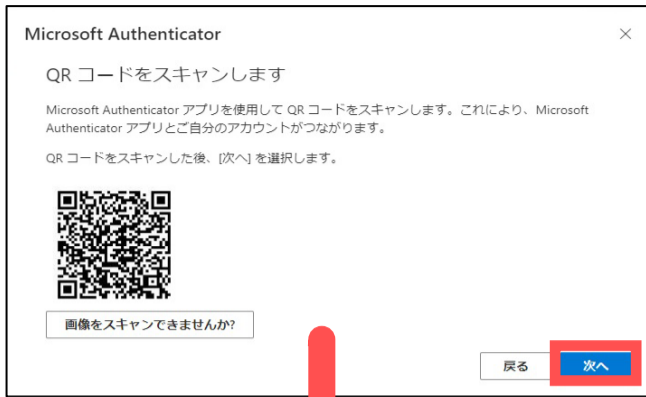 Microsoft Authenticator
QR コードをスキャンします
Microsoft Authenticator アプリを使用して QR コードをスキャンします。これにより、Microsoft
Authenticator アプリとご自分のアカウントがつながります。
QR コードをスキャンした後、[次へ] を選択します。
画像をスキャンできませんか?
戻る
次へ